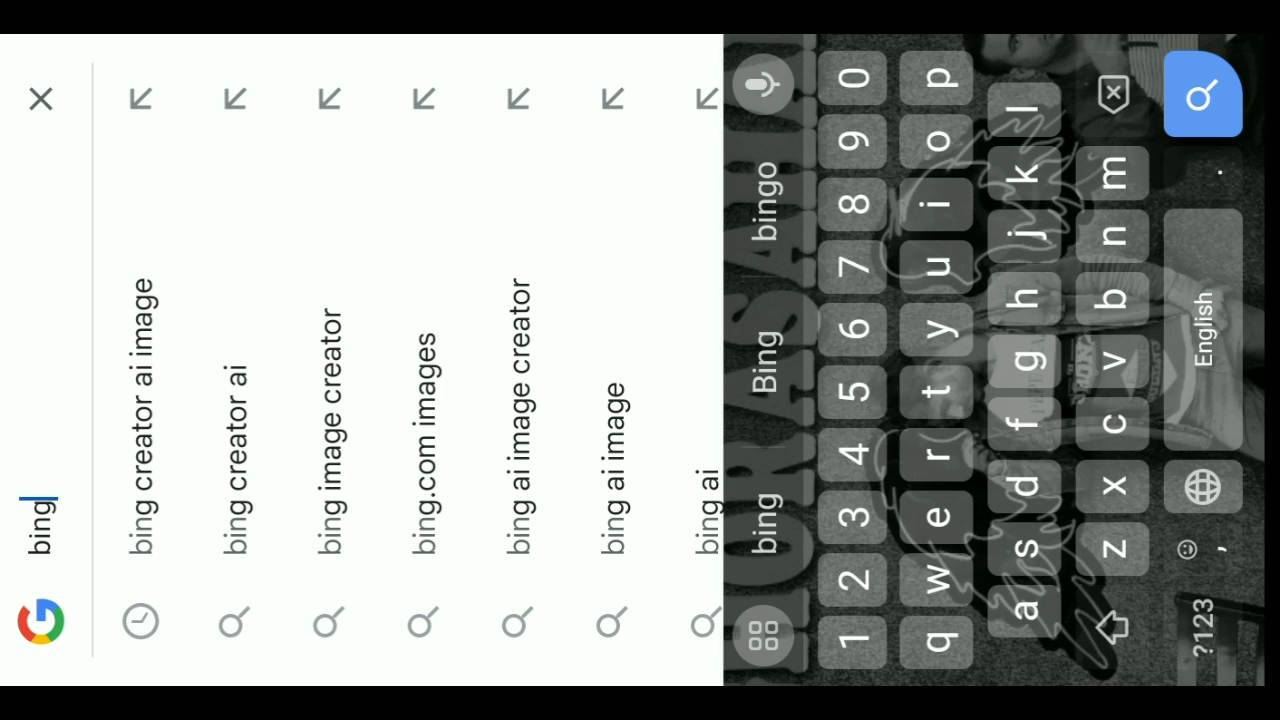 bing
bing creator ai image
bing creator ai
bing image creator
bing.com images
bing ai image creator
bing ai image
bing ai
bing Bing bingo
1 2 3 4 5 6 7 8 9 0
q w e r t y u i o p
a s d f g h j k l
z x c v b n m
?123 , English .